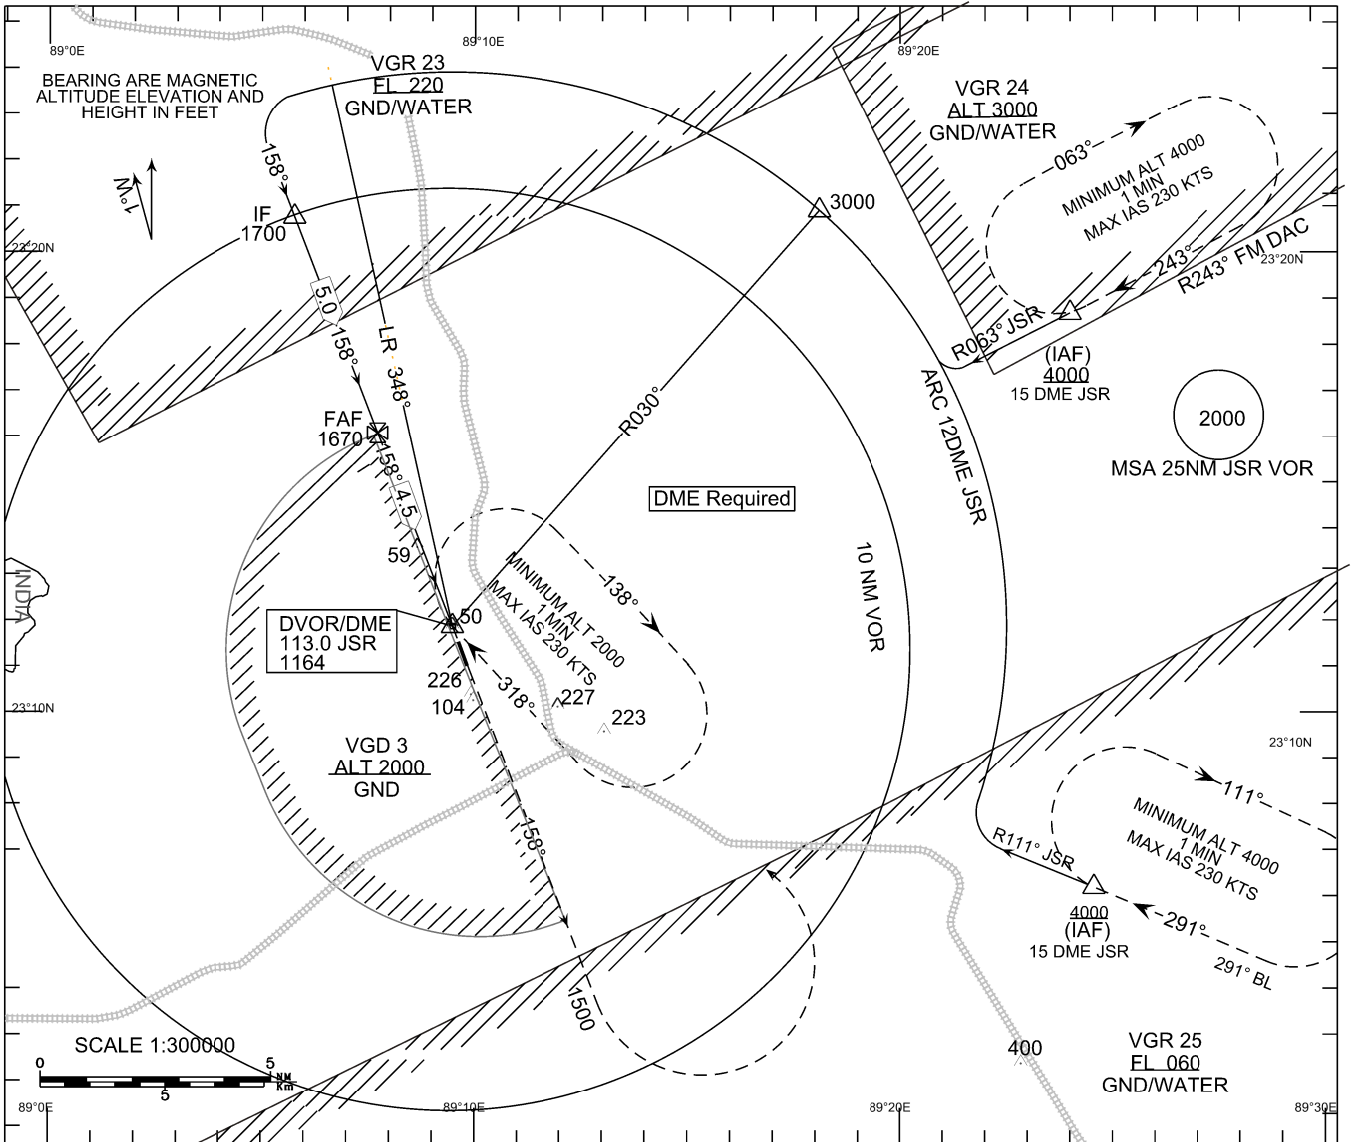 89°0E
89°10E
89°20E
BEARING ARE MAGNETIC
ALTITUDE ELEVATION AND
HEIGHT IN FEET
1°W
VGR 23
FL 220
GND/WATER
VGR 24
ALT 3000
GND/WATER
063°
MINIMUM ALT 4000
1 MIN
MAX IAS 230 KTS
243°
R243° FM DAC
158°
IF
1700
3000
23°20N
23°20N
5.0
158°
LR 348°
R063° JSR
(IAF)
4000
15 DME JSR
ARC 12DME JSR
R030°
FAF
1670
158°
4.5
2000
MSA 25NM JSR VOR
DME Required
59
10 NM VOR
INDIA
138°
MINIMUM ALT 2000
1 MIN
MAX IAS 230 KTS
318°
50
DVOR/DME
113.0 JSR
1164
226
104
227
223
23°10N
23°10N
VGD 3
ALT 2000
GND
158°
111°
MINIMUM ALT 4000
1 MIN
MAX IAS 230 KTS
R111° JSR
4000
(IAF)
15 DME JSR
291°
291° BL
1500
SCALE 1:300000
0
5
NM
Km
5
400
VGR 25
FL 060
GND/WATER
89°0E
89°10E
89°20E
89°30E